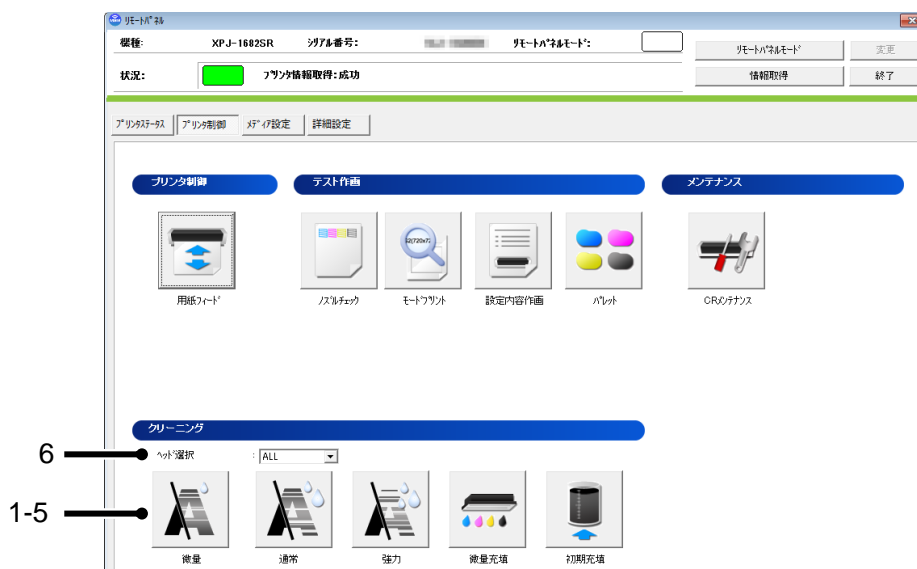 リモートパネル
機種: XPJ-1682SR シリアル番号: リモートパネルモード: リモートパネルモード 変更
状況: プリンタ情報取得:成功 情報取得 終了
プリンタステータス プリンタ制御 メディア設定 詳細設定
プリンタ制御 テスト作画 メンテナンス
用紙フィード ノズルチェック モードプリント 設定内容作画 パレット CRメンテナンス
クリーニング
6 ヘッド選択 : ALL
1-5
微量 通常 強力 微量充填 初期充填